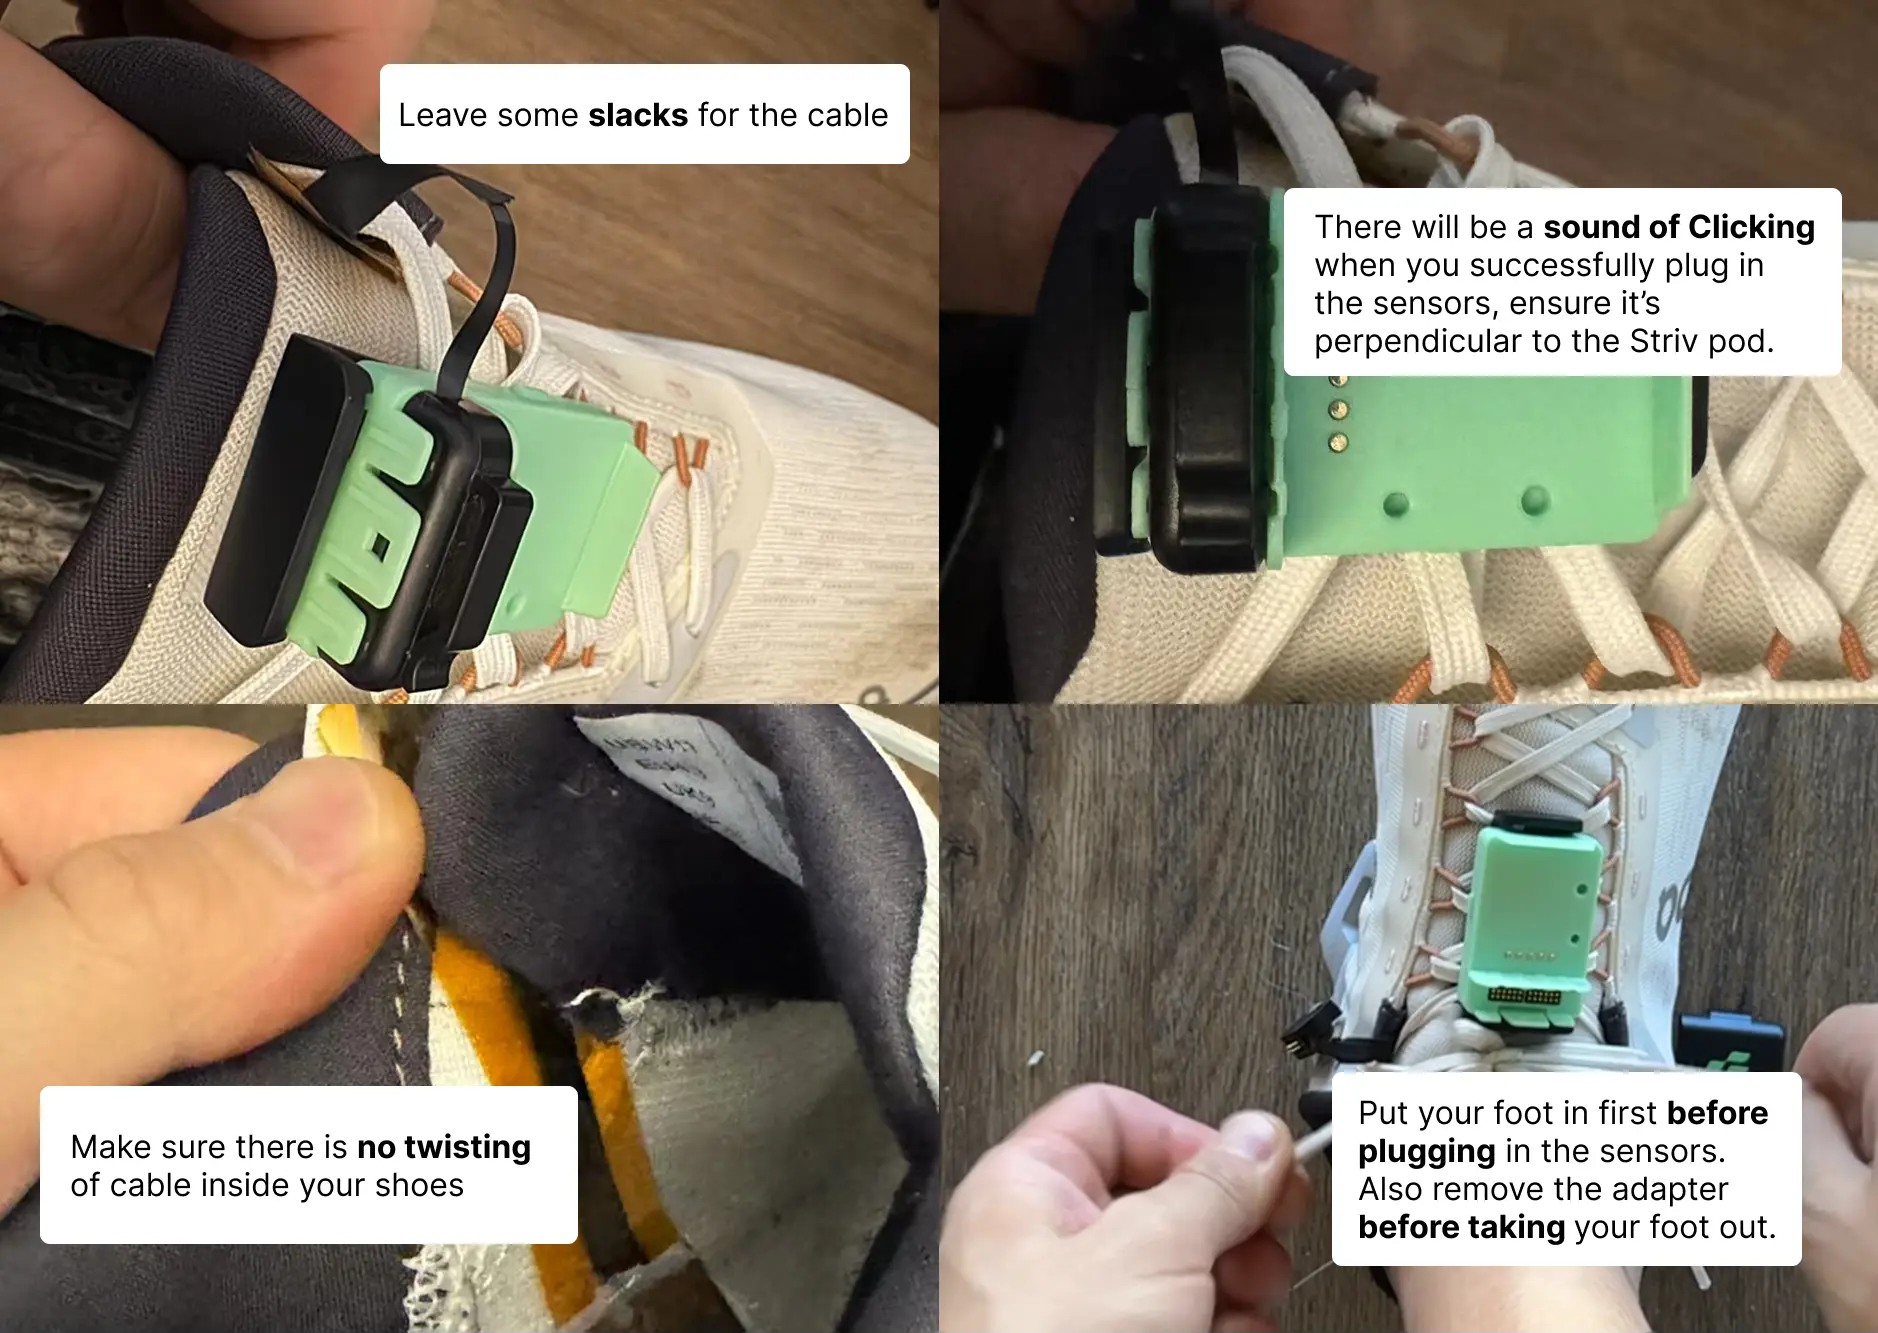 Leave some slacks for the cable
There will be a sound of Clicking
when you successfully plug in
the sensors, ensure it’s
perpendicular to the Striv pod.
Make sure there is no twisting
of cable inside your shoes
Put your foot in first before
plugging in the sensors.
Also remove the adapter
before taking your foot out.